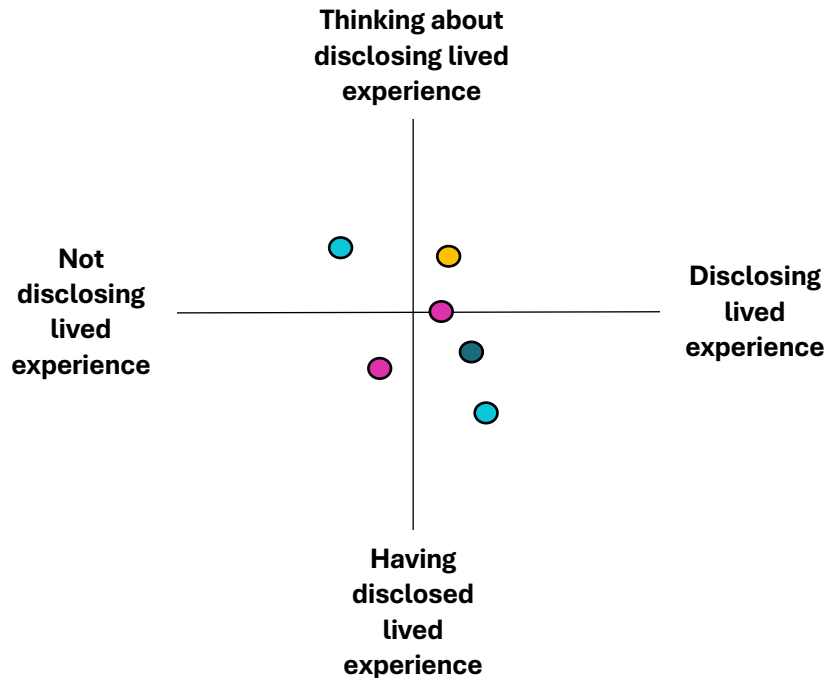 Thinking about
disclosing lived
experience
Not
disclosing
lived
experience
Disclosing
lived
experience
Having
disclosed
lived
experience